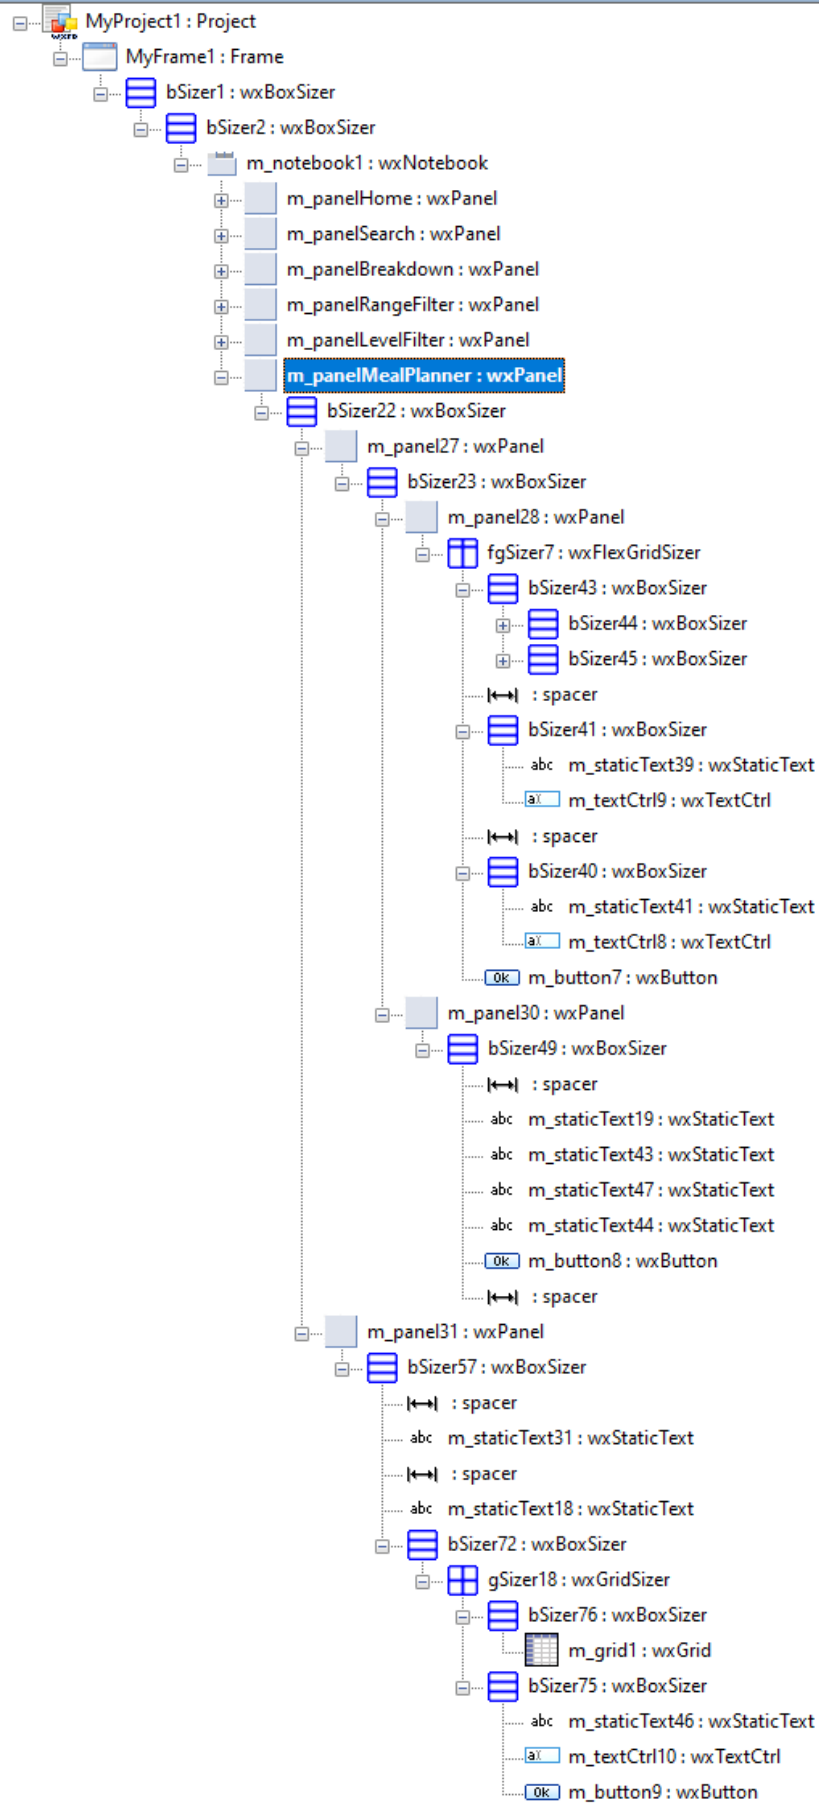 MyProject1 : Project
MyFrame1 : Frame
bSizer1 : wxBoxSizer
bSizer2 : wxBoxSizer
m_notebook1 : wxNotebook
m_panelHome : wxPanel
m_panelSearch : wxPanel
m_panelBreakdown : wxPanel
m_panelRangeFilter : wxPanel
m_panelLevelFilter : wxPanel
m_panelMealPlanner : wxPanel
bSizer22 : wxBoxSizer
m_panel27 : wxPanel
bSizer23 : wxBoxSizer
m_panel28 : wxPanel
fgSizer7 : wxFlexGridSizer
bSizer43 : wxBoxSizer
bSizer44 : wxBoxSizer
bSizer45 : wxBoxSizer
: spacer
bSizer41 : wxBoxSizer
abc m_staticText39 : wxStaticText
a m_textCtrl9 : wxTextCtrl
: spacer
bSizer40 : wxBoxSizer
abc m_staticText41 : wxStaticText
a m_textCtrl8 : wxTextCtrl
Ok m_button7 : wxButton
m_panel30 : wxPanel
bSizer49 : wxBoxSizer
: spacer
abc m_staticText19 : wxStaticText
abc m_staticText43 : wxStaticText
abc m_staticText47 : wxStaticText
abc m_staticText44 : wxStaticText
Ok m_button8 : wxButton
: spacer
m_panel31 : wxPanel
bSizer57 : wxBoxSizer
: spacer
abc m_staticText31 : wxStaticText
: spacer
abc m_staticText18 : wxStaticText
bSizer72 : wxBoxSizer
gSizer18 : wxGridSizer
bSizer76 : wxBoxSizer
m_grid1 : wxGrid
bSizer75 : wxBoxSizer
abc m_staticText46 : wxStaticText
a m_textCtrl10 : wxTextCtrl
Ok m_button9 : wxButton